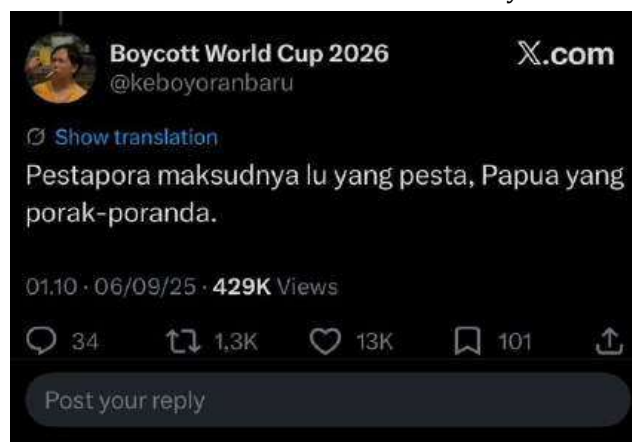 Boycott World Cup 2026
𝕏.com
@keboyoranbaru
Show translation
Pestapora maksudnya lu yang pesta, Papua yang
porak-poranda.
01.10 · 06/09/25 · 429K Views
34 1,3K 13K 101
Post your reply